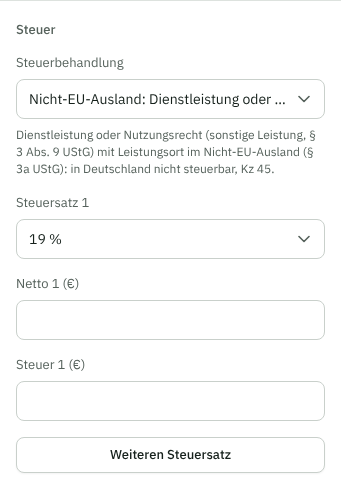 Steuer
Steuerbehandlung
Nicht-EU-Ausland: Dienstleistung oder ...
Dienstleistung oder Nutzungsrecht (sonstige Leistung, §
3 Abs. 9 UStG) mit Leistungsort im Nicht-EU-Ausland (§
3a UStG): in Deutschland nicht steuerbar, Kz 45.
Steuersatz 1
19 %
Netto 1 (€)
Steuer 1 (€)
Weiteren Steuersatz